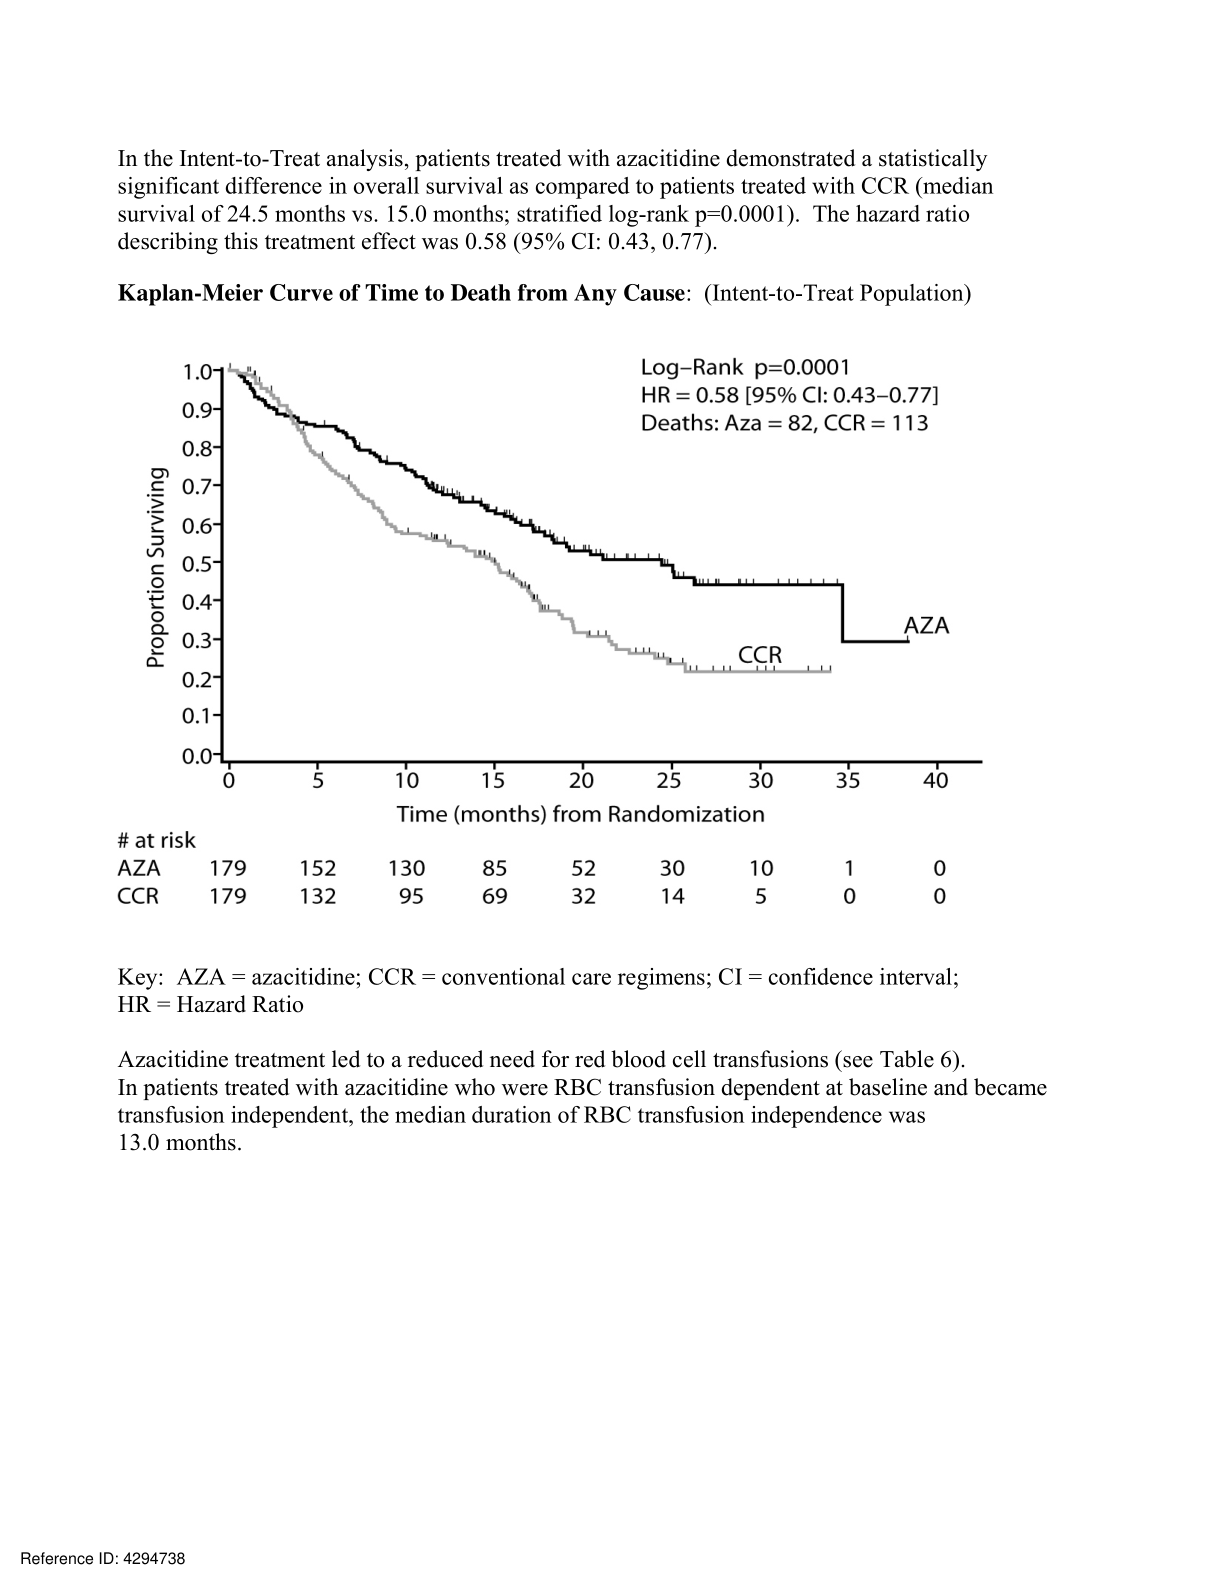 In the Intent-to-Treat analysis, patients treated with azacitidine demonstrated a statistically
significant difference in overall survival as compared to patients treated with CCR (median
survival of 24.5 months vs. 15.0 months; stratified log-rank p=0.0001).  The hazard ratio
describing this treatment effect was 0.58 (95% CI: 0.43, 0.77).
Kaplan-Meier Curve of Time to Death from Any Cause:  (Intent-to-Treat Population)
Log–Rank p=0.0001
HR = 0.58 [95% CI: 0.43–0.77]
Deaths: Aza = 82, CCR = 113
Proportion Surviving
1.0
0.9
0.8
0.7
0.6
0.5
0.4
0.3
0.2
0.1
0.0
AZA
CCR
0 5 10 15 20 25 30 35 40
Time (months) from Randomization
# at risk
AZA 179 152 130 85 52 30 10 1 0
CCR 179 132 95 69 32 14 5 0 0
Key:  AZA = azacitidine; CCR = conventional care regimens; CI = confidence interval;
HR = Hazard Ratio
Azacitidine treatment led to a reduced need for red blood cell transfusions (see Table 6).
In patients treated with azacitidine who were RBC transfusion dependent at baseline and became
transfusion independent, the median duration of RBC transfusion independence was
13.0 months.
Reference ID: 4294738